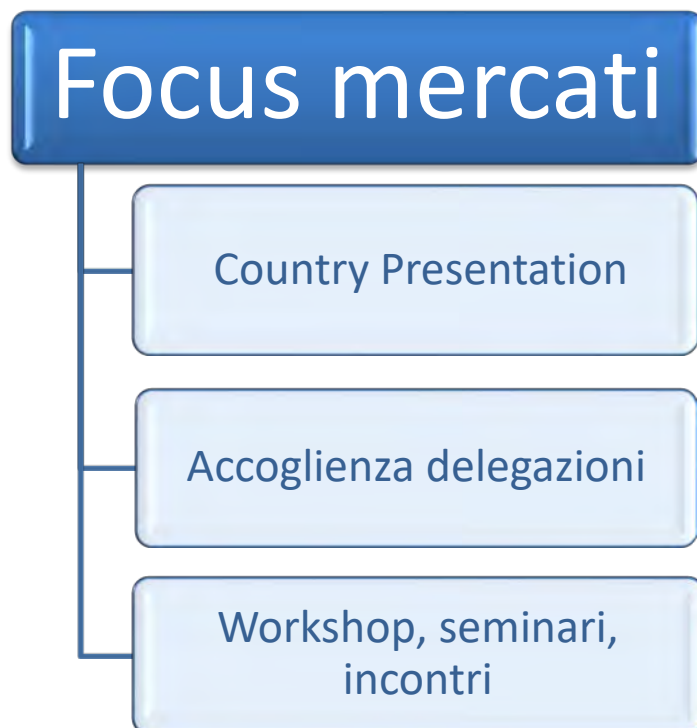 Focus mercati
Country Presentation
Accoglienza delegazioni
Workshop, seminari,
incontri